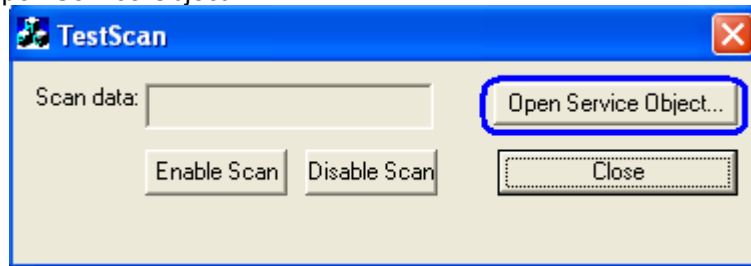 TestScan
Scan data:
Open Service Object...
Enable Scan
Disable Scan
Close